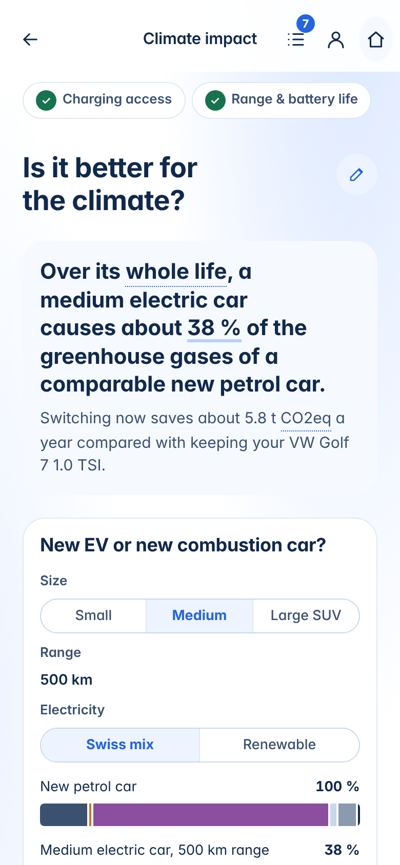 Climate impact
7
Charging access
Range & battery life
Is it better for
the climate?
Over its whole life, a
medium electric car
causes about 38 % of the
greenhouse gases of a
comparable new petrol car.
Switching now saves about 5.8 t CO2eq a
year compared with keeping your VW Golf
7 1.0 TSI.
New EV or new combustion car?
Size
Small
Medium
Large SUV
Range
500 km
Electricity
Swiss mix
Renewable
New petrol car
100 %
Medium electric car, 500 km range
38 %